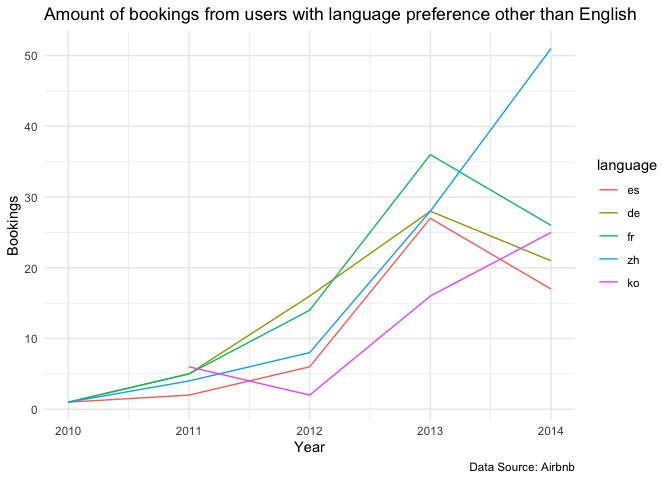 Amount of bookings from users with language preference other than English
Bookings
50
40
30
20
10
0
2010 2011 2012 2013 2014
Year
language
es
de
fr
zh
ko
Data Source: Airbnb